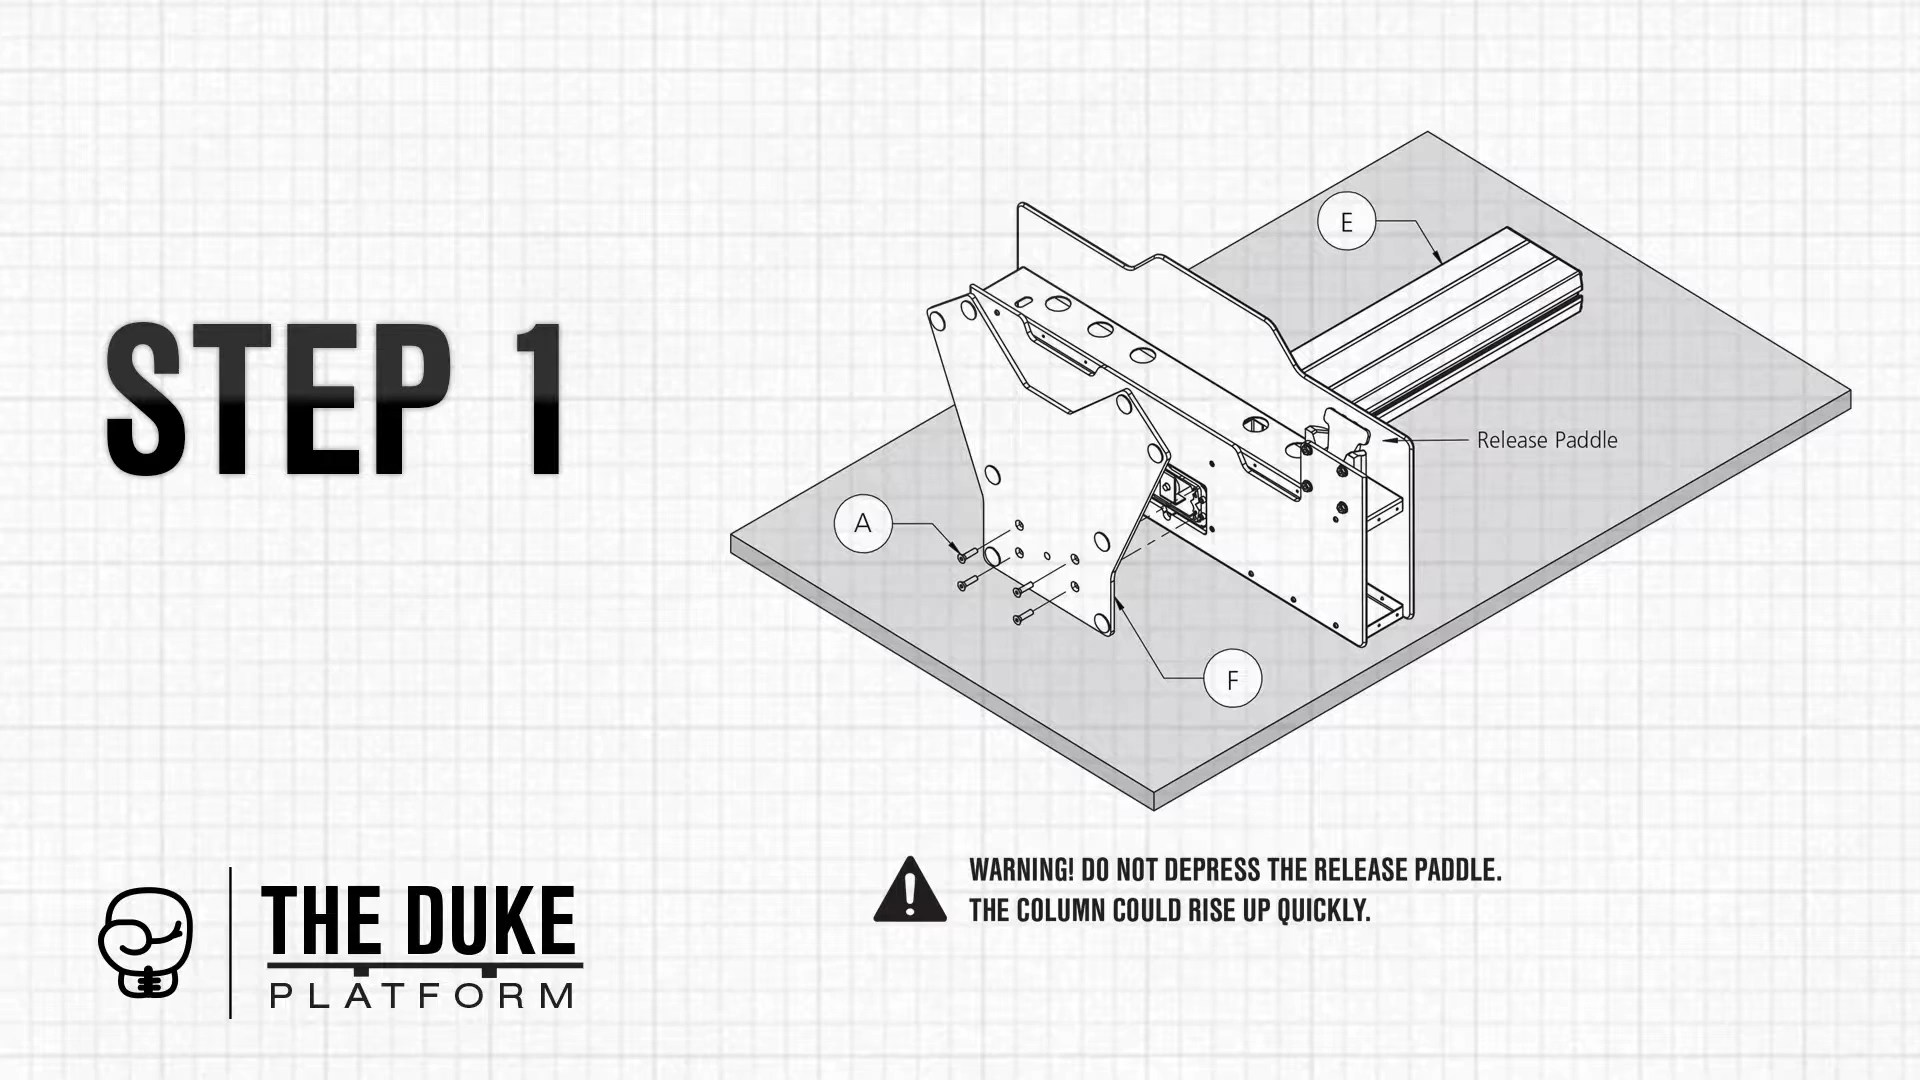 STEP 1
E
Release Paddle
A
F
WARNING! DO NOT DEPRESS THE RELEASE PADDLE.
THE COLUMN COULD RISE UP QUICKLY.
THE DUKE
PLATFORM